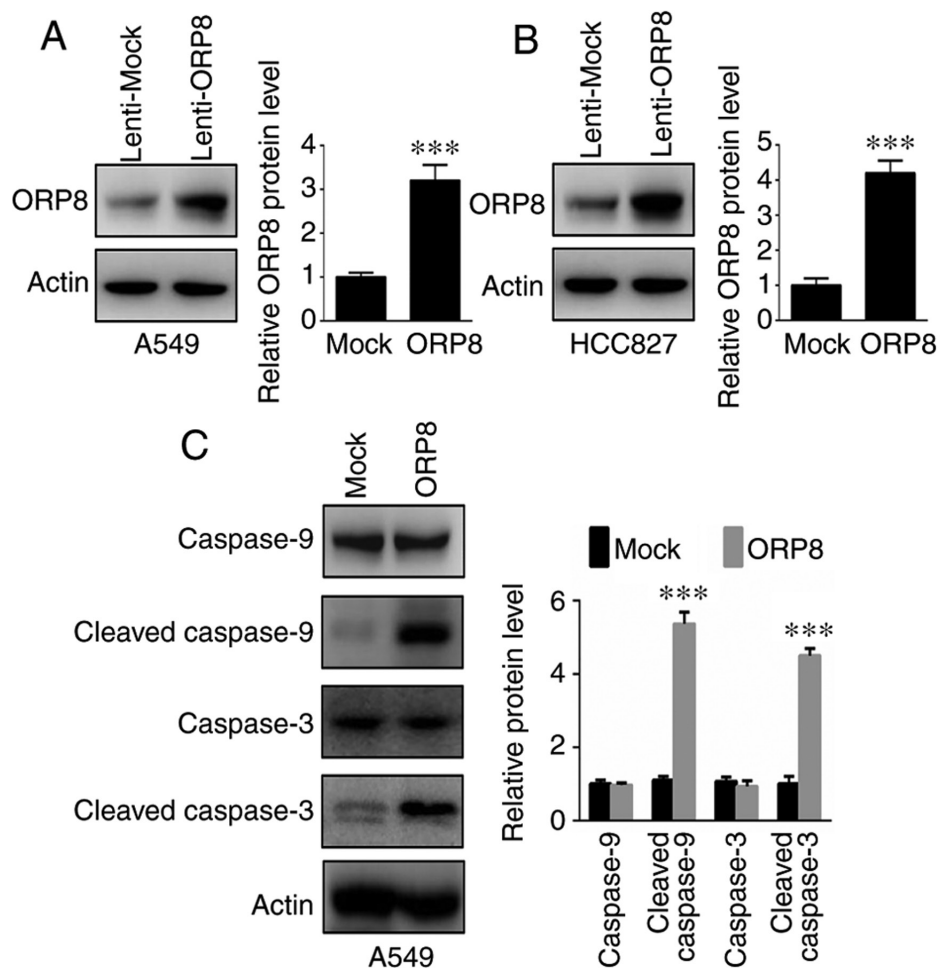 A
Lenti-Mock
Lenti-ORP8
ORP8
Actin
A549
Relative ORP8 protein level
4
3
2
1
0
***
Mock ORP8
B
Lenti-Mock
Lenti-ORP8
ORP8
Actin
HCC827
Relative ORP8 protein level
5
4
3
2
1
0
***
Mock ORP8
C
Mock
ORP8
Caspase-9
Cleaved caspase-9
Caspase-3
Cleaved caspase-3
Actin
A549
Mock
ORP8
Relative protein level
6
4
2
0
***
***
Caspase-9
Cleaved
caspase-9
Caspase-3
Cleaved
caspase-3